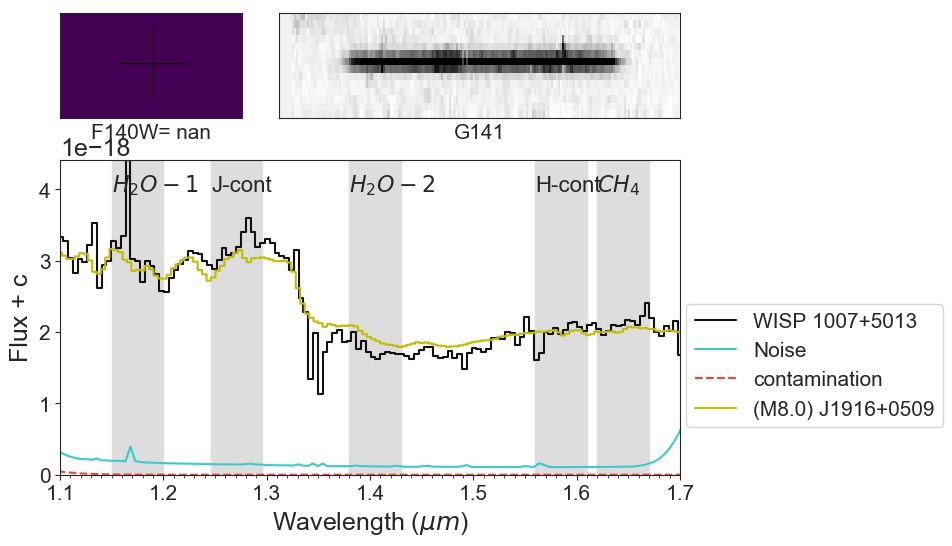 F140W= nan
G141
1e−18
H₂O − 1 J-cont H₂O − 2 H-cont CH₄
4
3
2
1
0
Flux + c
1.1 1.2 1.3 1.4 1.5 1.6 1.7
Wavelength (μm)
WISP 1007+5013
Noise
contamination
(M8.0) J1916+0509